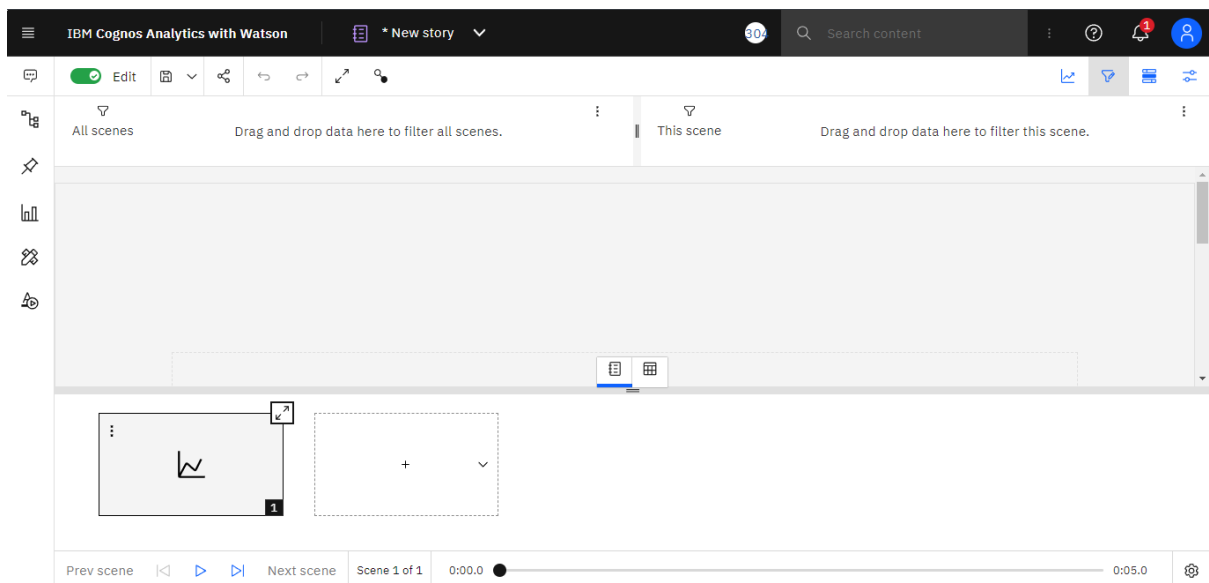 IBM Cognos Analytics with Watson
* New story
304
Search content
1
Edit
All scenes
Drag and drop data here to filter all scenes.
This scene
Drag and drop data here to filter this scene.
1
Prev scene
Next scene
Scene 1 of 1
0:00.0
0:05.0